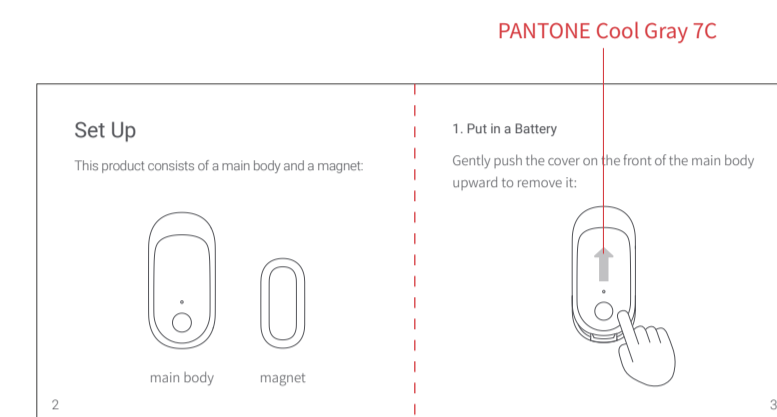 PANTONE Cool Gray 7C
Set Up
This product consists of a main body and a magnet:
main body
magnet
2
1. Put in a Battery
Gently push the cover on the front of the main body
upward to remove it:
3